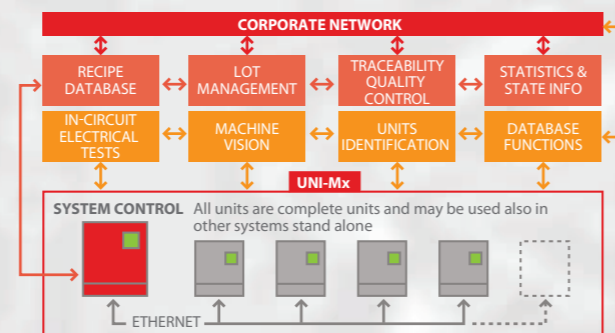 CORPORATE NETWORK
RECIPE
DATABASE
LOT
MANAGEMENT
TRACEABILITY
QUALITY
CONTROL
STATISTICS &
STATE INFO
IN-CIRCUIT
ELECTRICAL
TESTS
MACHINE
VISION
UNITS
IDENTIFICATION
DATABASE
FUNCTIONS
UNI-Mx
SYSTEM CONTROL All units are complete units and may be used also in
other systems stand alone
ETHERNET